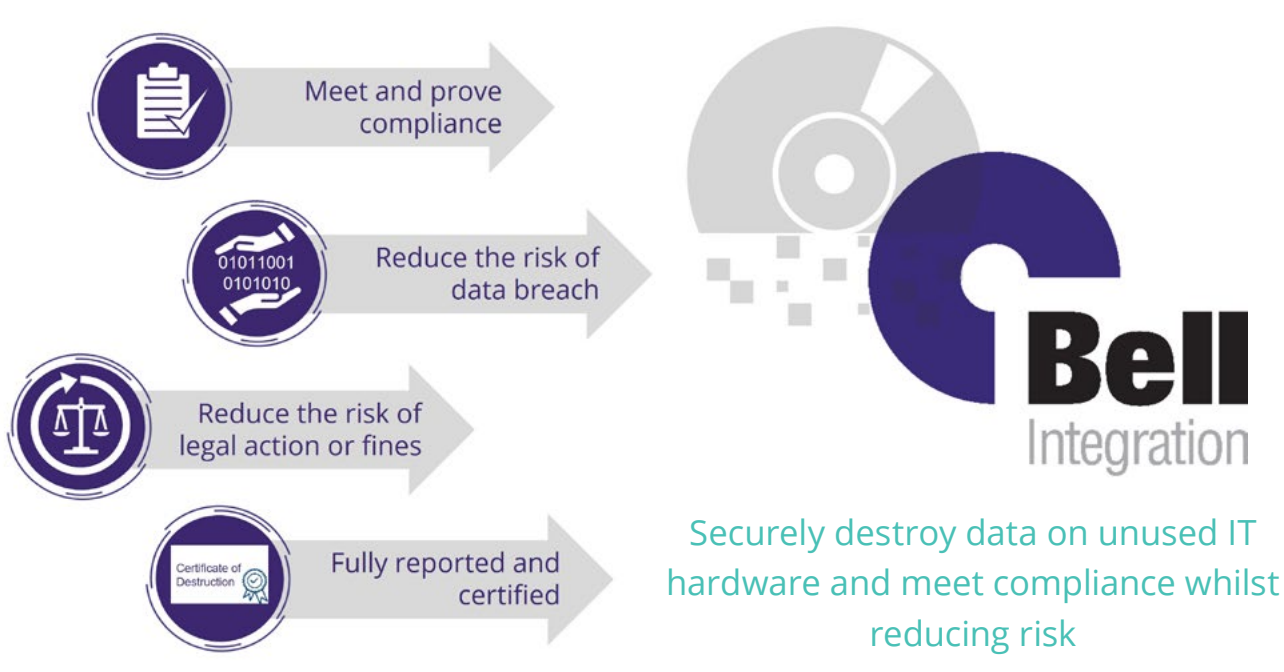 Meet and prove
compliance
01011001
0101010
Reduce the risk of
data breach
Reduce the risk of
legal action or fines
Certificate of
Destruction
Fully reported and
certified
Bell
Integration
Securely destroy data on unused IT
hardware and meet compliance whilst
reducing risk